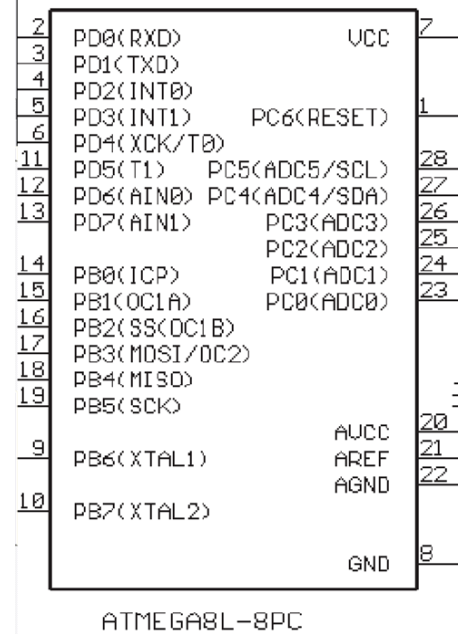 2 PD0(RXD) VCC 7
3 PD1(TXD)
4 PD2(INT0)
5 PD3(INT1) PC6(RESET) 1
6 PD4(XCK/T0)
11 PD5(T1) PC5(ADC5/SCL) 28
12 PD6(AIN0) PC4(ADC4/SDA) 27
13 PD7(AIN1) PC3(ADC3) 26
PC2(ADC2) 25
14 PB0(ICP) PC1(ADC1) 24
15 PB1(OC1A) PC0(ADC0) 23
16 PB2(SS(OC1B)
17 PB3(MOSI/OC2)
18 PB4(MISO)
19 PB5(SCK)
AVCC 20
9 PB6(XTAL1) AREF 21
AGND 22
10 PB7(XTAL2)
GND 8
ATMEGA8L-8PC